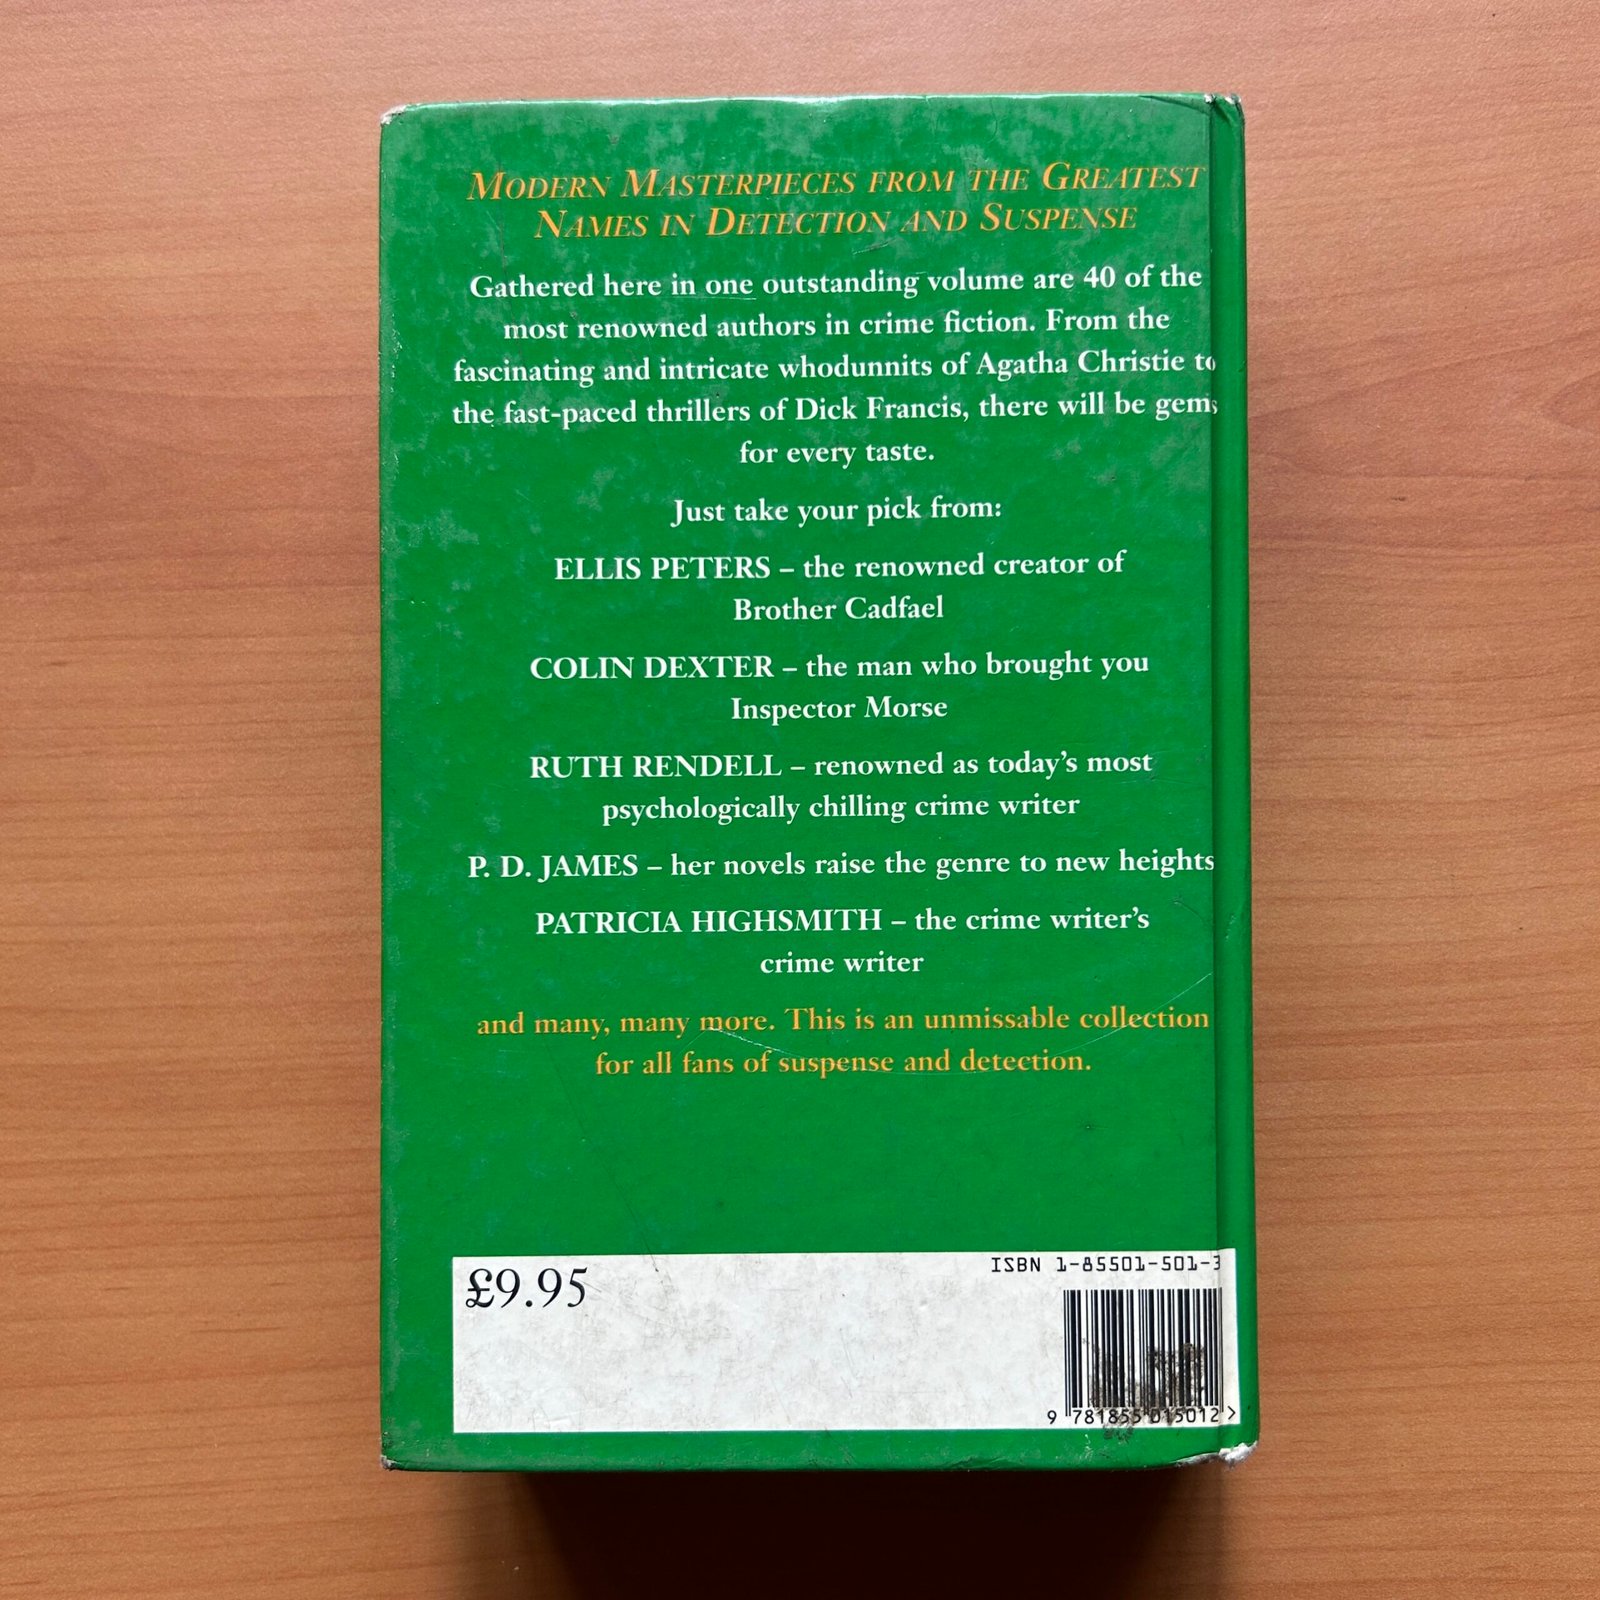 MODERN MASTERPIECES FROM THE GREATEST
NAMES IN DETECTION AND SUSPENSE
Gathered here in one outstanding volume are 40 of the
most renowned authors in crime fiction. From the
fascinating and intricate whodunnits of Agatha Christie to
the fast-paced thrillers of Dick Francis, there will be gems
for every taste.
Just take your pick from:
ELLIS PETERS – the renowned creator of
Brother Cadfael
COLIN DEXTER – the man who brought you
Inspector Morse
RUTH RENDELL – renowned as today's most
psychologically chilling crime writer
P. D. JAMES – her novels raise the genre to new heights
PATRICIA HIGHSMITH – the crime writer's
crime writer
and many, many more. This is an unmissable collection
for all fans of suspense and detection.
£9.95
ISBN 1-85501-501-3
9 781855 015012 >